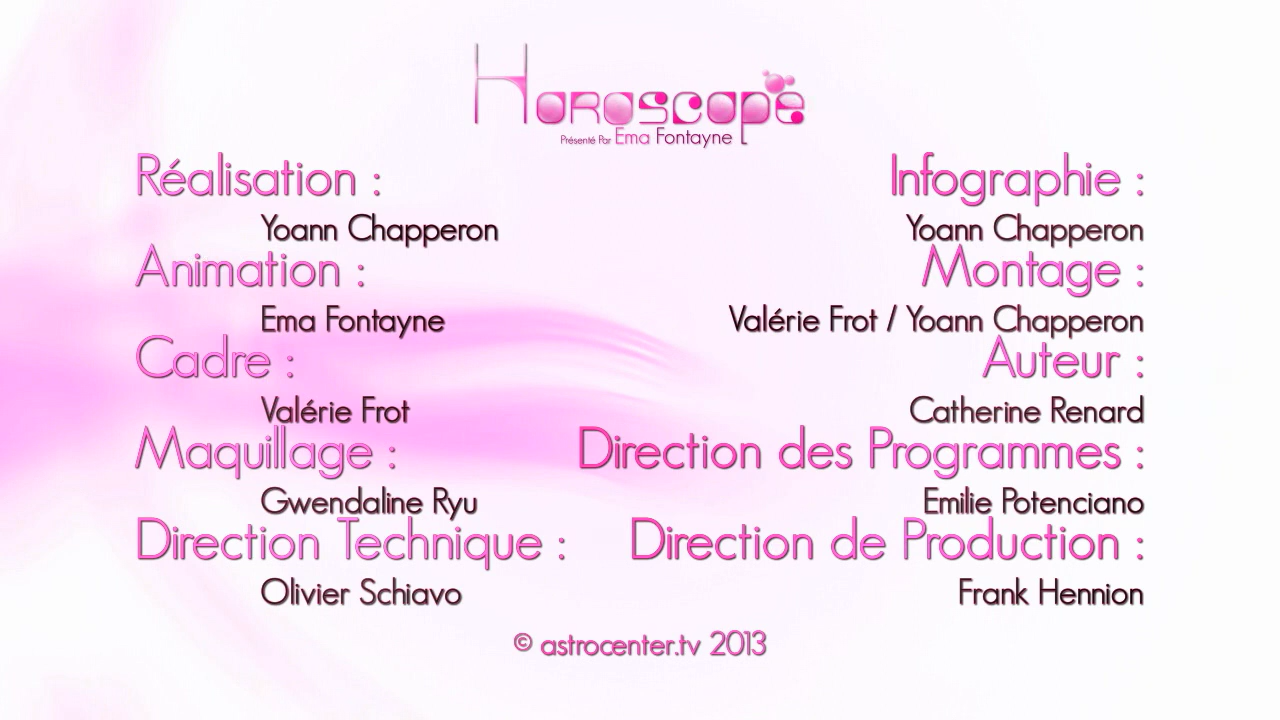 Horoscope
Présenté Par Ema Fontayne
Réalisation :
Yoann Chapperon
Animation :
Ema Fontayne
Cadre :
Valérie Frot
Maquillage :
Gwendaline Ryu
Direction Technique :
Olivier Schiavo
Infographie :
Yoann Chapperon
Montage :
Valérie Frot / Yoann Chapperon
Auteur :
Catherine Renard
Direction des Programmes :
Emilie Potenciano
Direction de Production :
Frank Hennion
© astrocenter.tv 2013